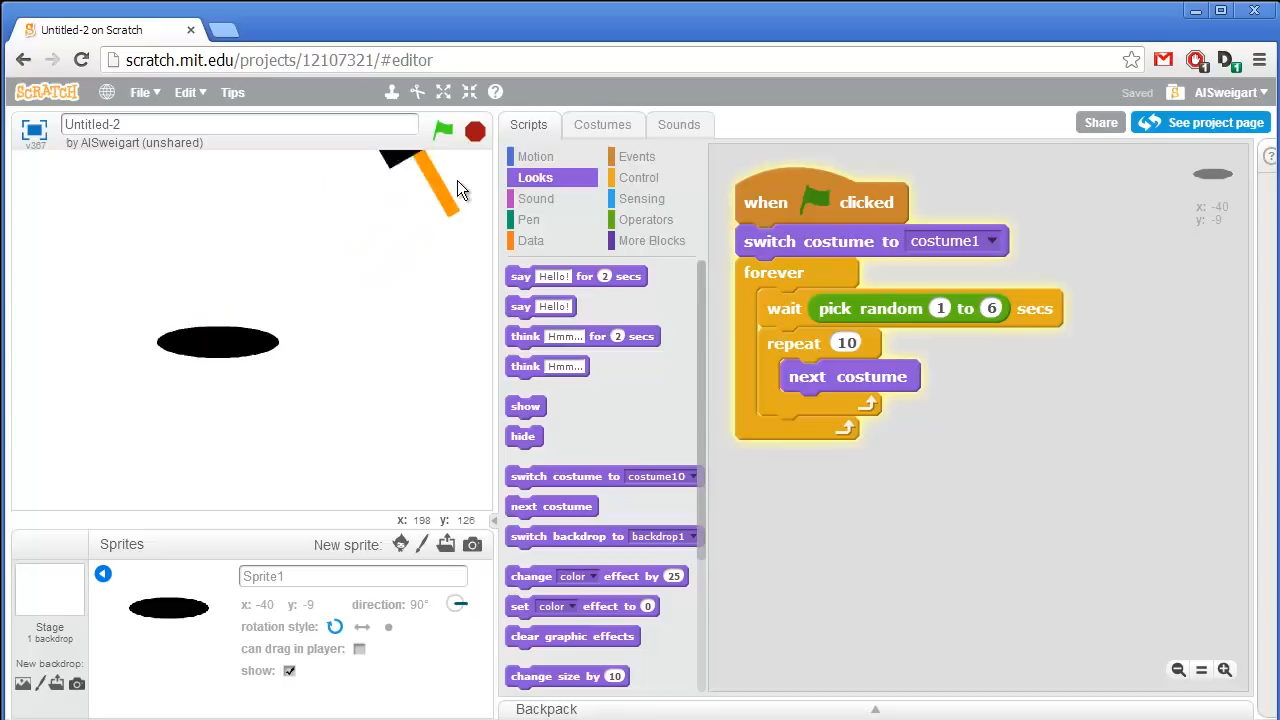 Untitled-2 on Scratch
scratch.mit.edu/projects/12107321/#editor
1
1
SCRATCH
File
Edit
Tips
Saved
AlSweigart
v387
Untitled-2
by AlSweigart (unshared)
Scripts
Costumes
Sounds
Share
See project page
Motion
Events
Looks
Control
Sound
Sensing
Pen
Operators
Data
More Blocks
say Hello! for 2 secs
say Hello!
think Hmm... for 2 secs
think Hmm...
show
hide
switch costume to costume10
next costume
switch backdrop to backdrop1
change color effect by 25
set color effect to 0
clear graphic effects
change size by 10
when clicked
switch costume to costume1
forever
wait pick random 1 to 6 secs
repeat 10
next costume
x: -40
y: -9
x: 198 y: 126
Sprites
New sprite:
Stage
1 backdrop
New backdrop:
Sprite1
x: -40 y: -9 direction: 90°
rotation style:
can drag in player:
show:
Backpack